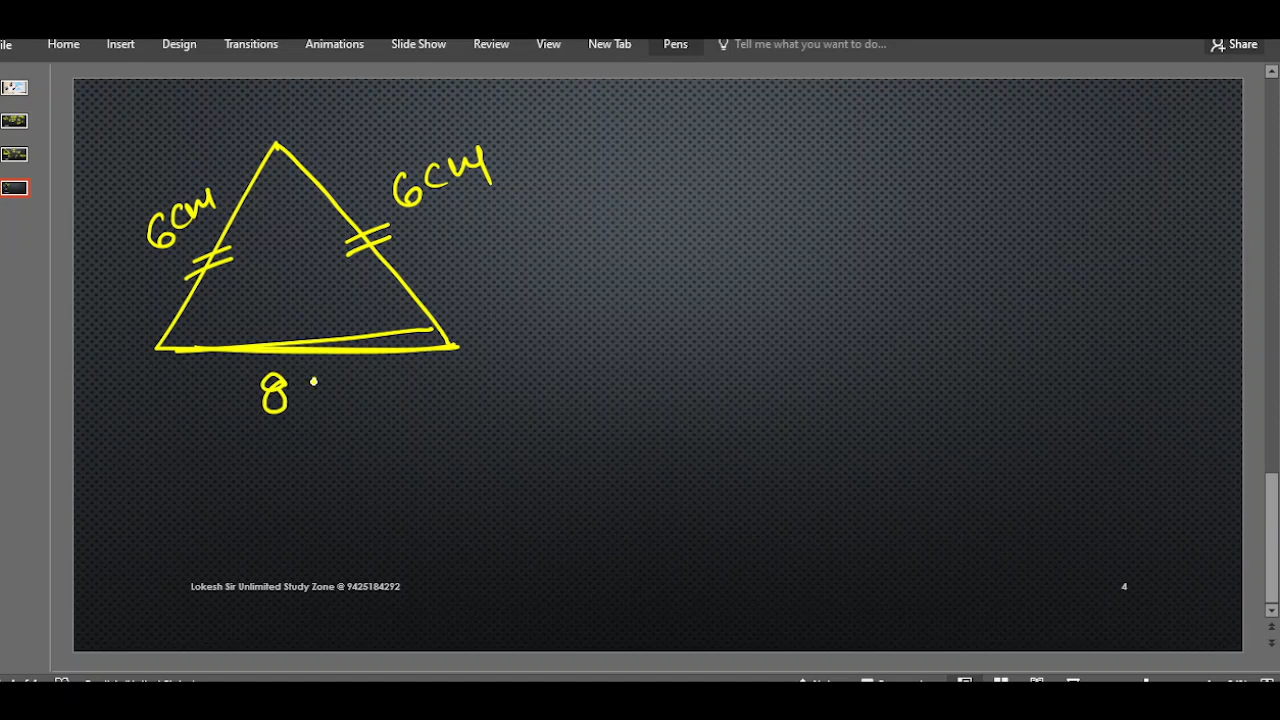 File Home Insert Design Transitions Animations Slide Show Review View New Tab Pens Tell me what you want to do... Share
6cm
6cm
8
Lokesh Sir Unlimited Study Zone @ 9425184292
4